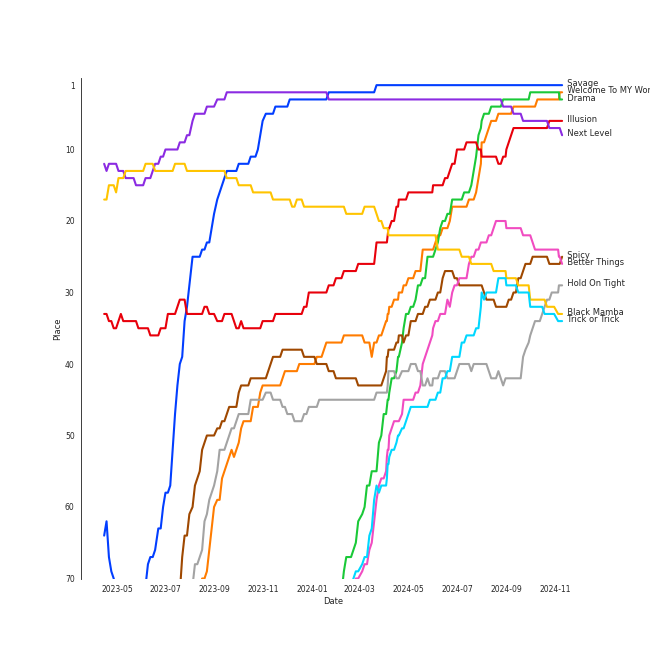 Savage
Welcome To MY Wor
Drama
Illusion
Next Level
Spicy
Better Things
Hold On Tight
Black Mamba
Trick or Trick
1
10
20
30
40
50
60
70
Place
2023-05
2023-07
2023-09
2023-11
2024-01
2024-03
2024-05
2024-07
2024-09
2024-11
Date